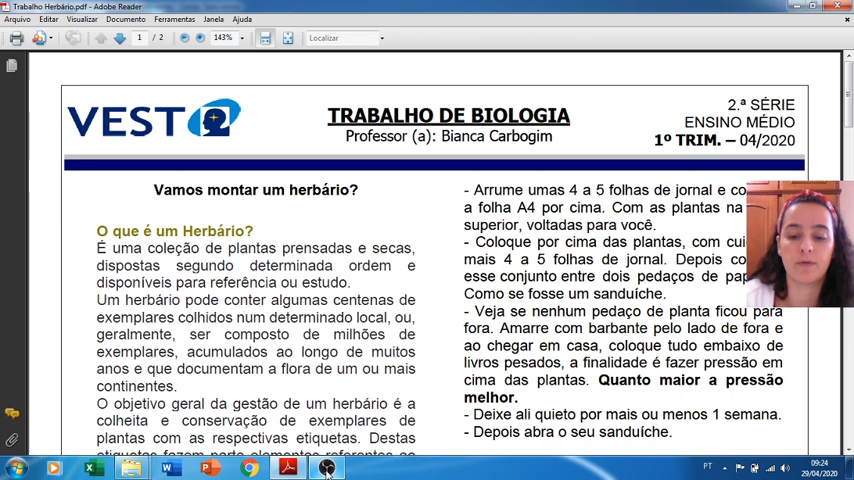 Trabalho Herbário.pdf - Adobe Reader
Arquivo Editar Visualizar Documento Ferramentas Janela Ajuda
1 / 2 143% Localizar
VEST
TRABALHO DE BIOLOGIA
Professor (a): Bianca Carbogim
2.ª SÉRIE
ENSINO MÉDIO
1º TRIM. – 04/2020
Vamos montar um herbário?
O que é um Herbário?
É uma coleção de plantas prensadas e secas,
dispostas segundo determinada ordem e
disponíveis para referência ou estudo.
Um herbário pode conter algumas centenas de
exemplares colhidos num determinado local, ou,
geralmente, ser composto de milhões de
exemplares, acumulados ao longo de muitos
anos e que documentam a flora de um ou mais
continentes.
O objetivo geral da gestão de um herbário é a
colheita e conservação de exemplares de
plantas com as respectivas etiquetas. Destas
etiquetas fazem parte elementos referentes ao
- Arrume umas 4 a 5 folhas de jornal e
a folha A4 por cima. Com as plantas na
superior, voltadas para você.
- Coloque por cima das plantas, com
mais 4 a 5 folhas de jornal. Depois
esse conjunto entre dois pedaços de
Como se fosse um sanduíche.
- Veja se nenhum pedaço de planta ficou para
fora. Amarre com barbante pelo lado de fora e
ao chegar em casa, coloque tudo embaixo de
livros pesados, a finalidade é fazer pressão em
cima das plantas. Quanto maior a pressão
melhor.
- Deixe ali quieto por mais ou menos 1 semana.
- Depois abra o seu sanduíche.
PT 09:24
29/04/2020